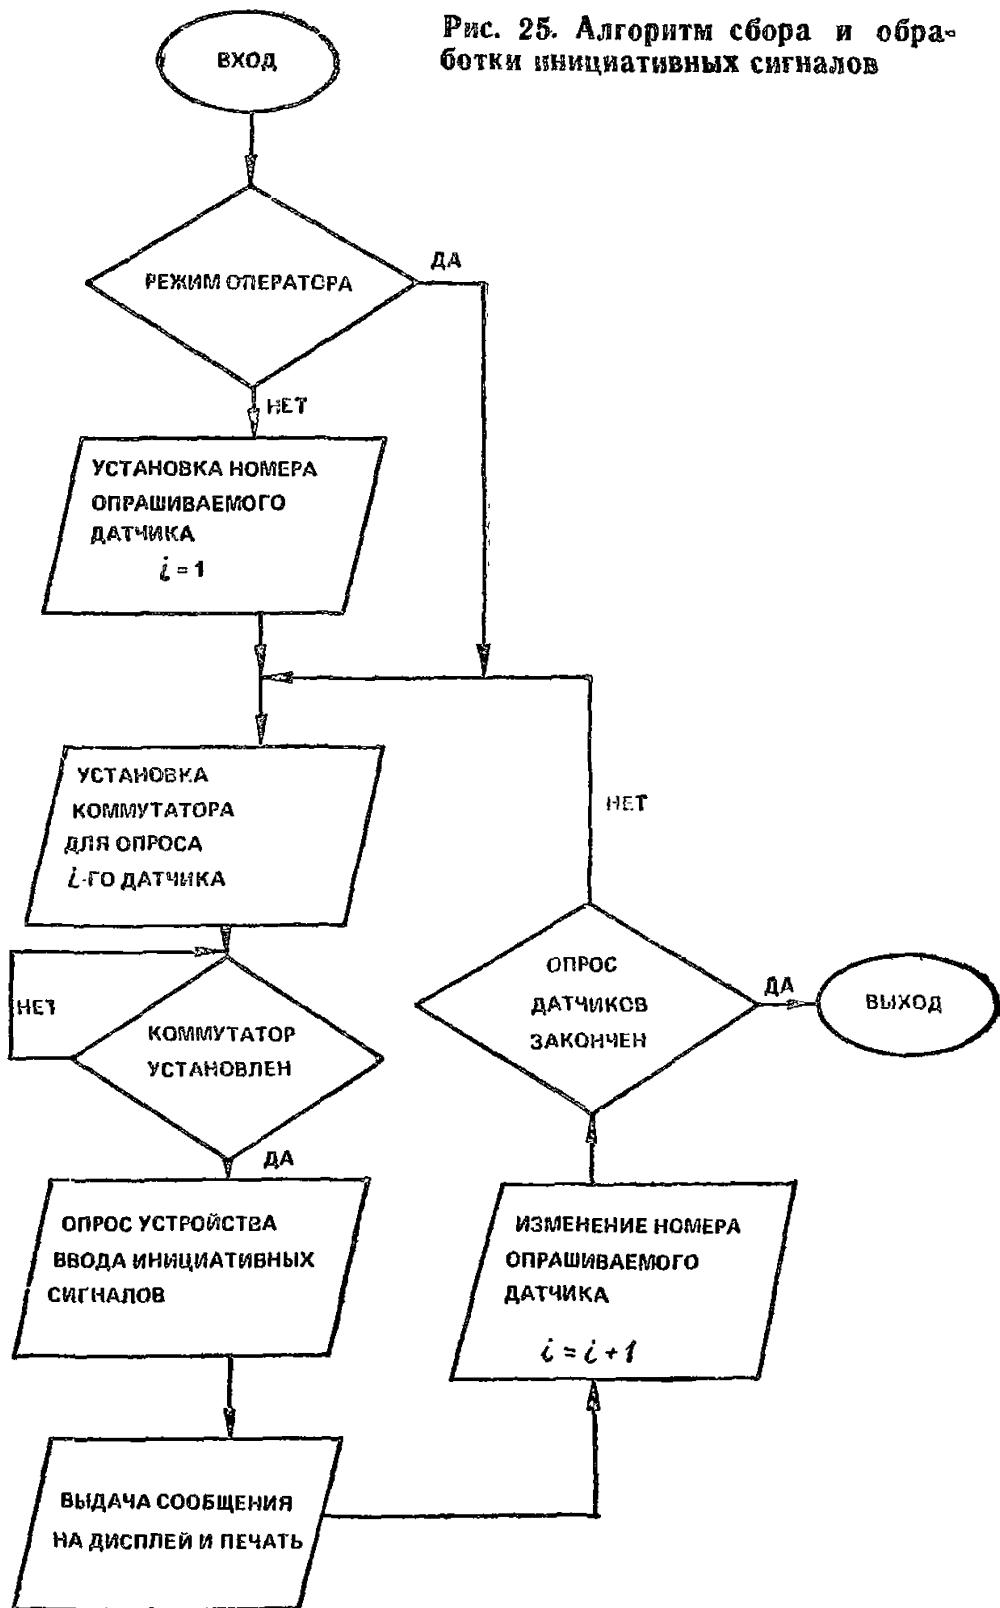 Рис. 25. Алгоритм сбора и обра-
ботки инициативных сигналов
ВХОД
РЕЖИМ ОПЕРАТОРА
ДА
НЕТ
УСТАНОВКА НОМЕРА
ОПРАШИВАЕМОГО
ДАТЧИКА
i = 1
УСТАНОВКА
КОММУТАТОРА
ДЛЯ ОПРОСА
i-ГО ДАТЧИКА
НЕТ
КОММУТАТОР
УСТАНОВЛЕН
ДА
ОПРОС УСТРОЙСТВА
ВВОДА ИНИЦИАТИВНЫХ
СИГНАЛОВ
ВЫДАЧА СООБЩЕНИЯ
НА ДИСПЛЕЙ И ПЕЧАТЬ
ИЗМЕНЕНИЕ НОМЕРА
ОПРАШИВАЕМОГО
ДАТЧИКА
i = i + 1
ОПРОС
ДАТЧИКОВ
ЗАКОНЧЕН
НЕТ
ДА
ВЫХОД